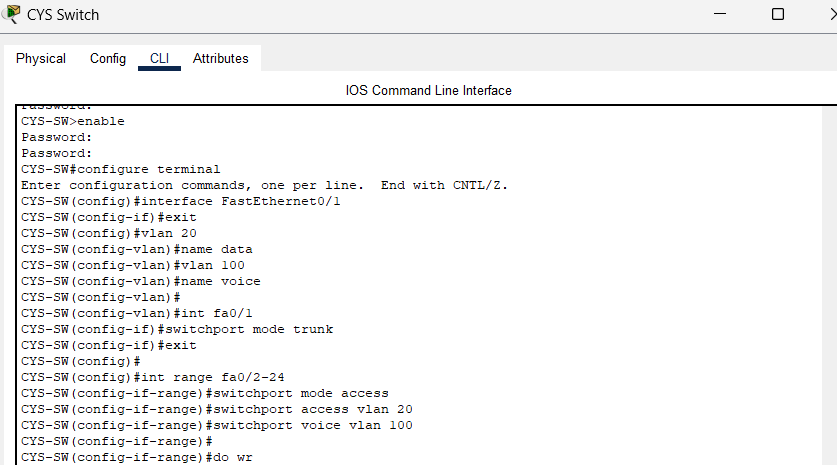 CYS Switch
Physical Config CLI Attributes
IOS Command Line Interface
Password:
CYS-SW>enable
Password:
Password:
CYS-SW#configure terminal
Enter configuration commands, one per line.  End with CNTL/Z.
CYS-SW(config)#interface FastEthernet0/1
CYS-SW(config-if)#exit
CYS-SW(config)#vlan 20
CYS-SW(config-vlan)#name data
CYS-SW(config-vlan)#vlan 100
CYS-SW(config-vlan)#name voice
CYS-SW(config-vlan)#
CYS-SW(config-vlan)#int fa0/1
CYS-SW(config-if)#switchport mode trunk
CYS-SW(config-if)#exit
CYS-SW(config)#
CYS-SW(config)#int range fa0/2-24
CYS-SW(config-if-range)#switchport mode access
CYS-SW(config-if-range)#switchport access vlan 20
CYS-SW(config-if-range)#switchport voice vlan 100
CYS-SW(config-if-range)#
CYS-SW(config-if-range)#do wr